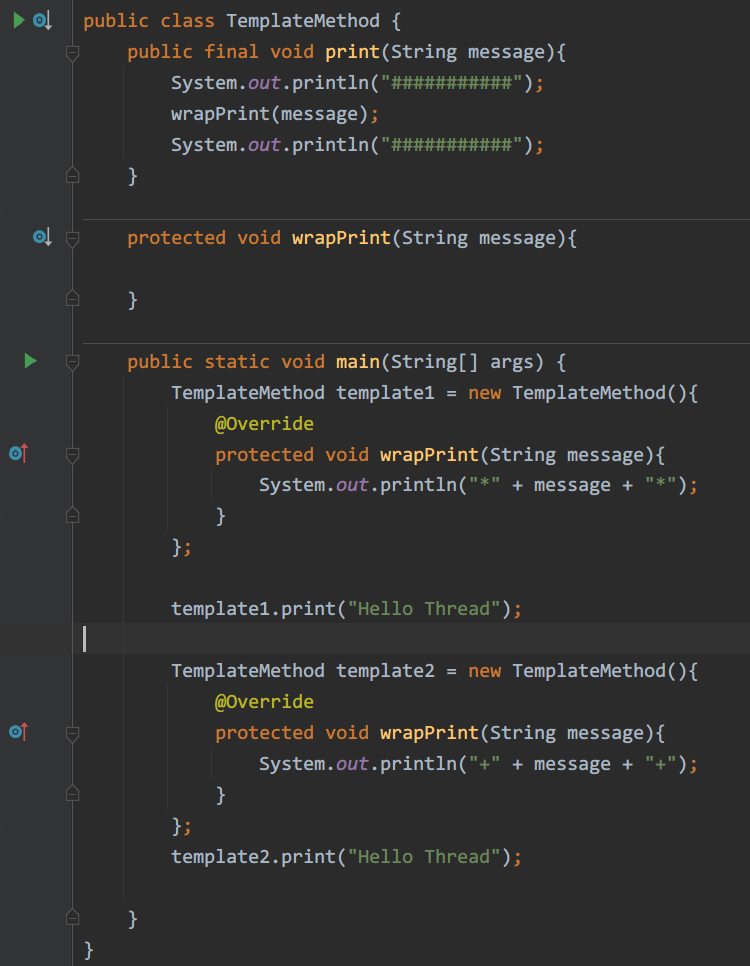 public class TemplateMethod {
    public final void print(String message){
        System.out.println("###########");
        wrapPrint(message);
        System.out.println("###########");
    }
    protected void wrapPrint(String message){
    }
    public static void main(String[] args) {
        TemplateMethod template1 = new TemplateMethod(){
            @Override
            protected void wrapPrint(String message){
                System.out.println("*" + message + "*");
            }
        };
        template1.print("Hello Thread");
        TemplateMethod template2 = new TemplateMethod(){
            @Override
            protected void wrapPrint(String message){
                System.out.println("+" + message + "+");
            }
        };
        template2.print("Hello Thread");
    }
}